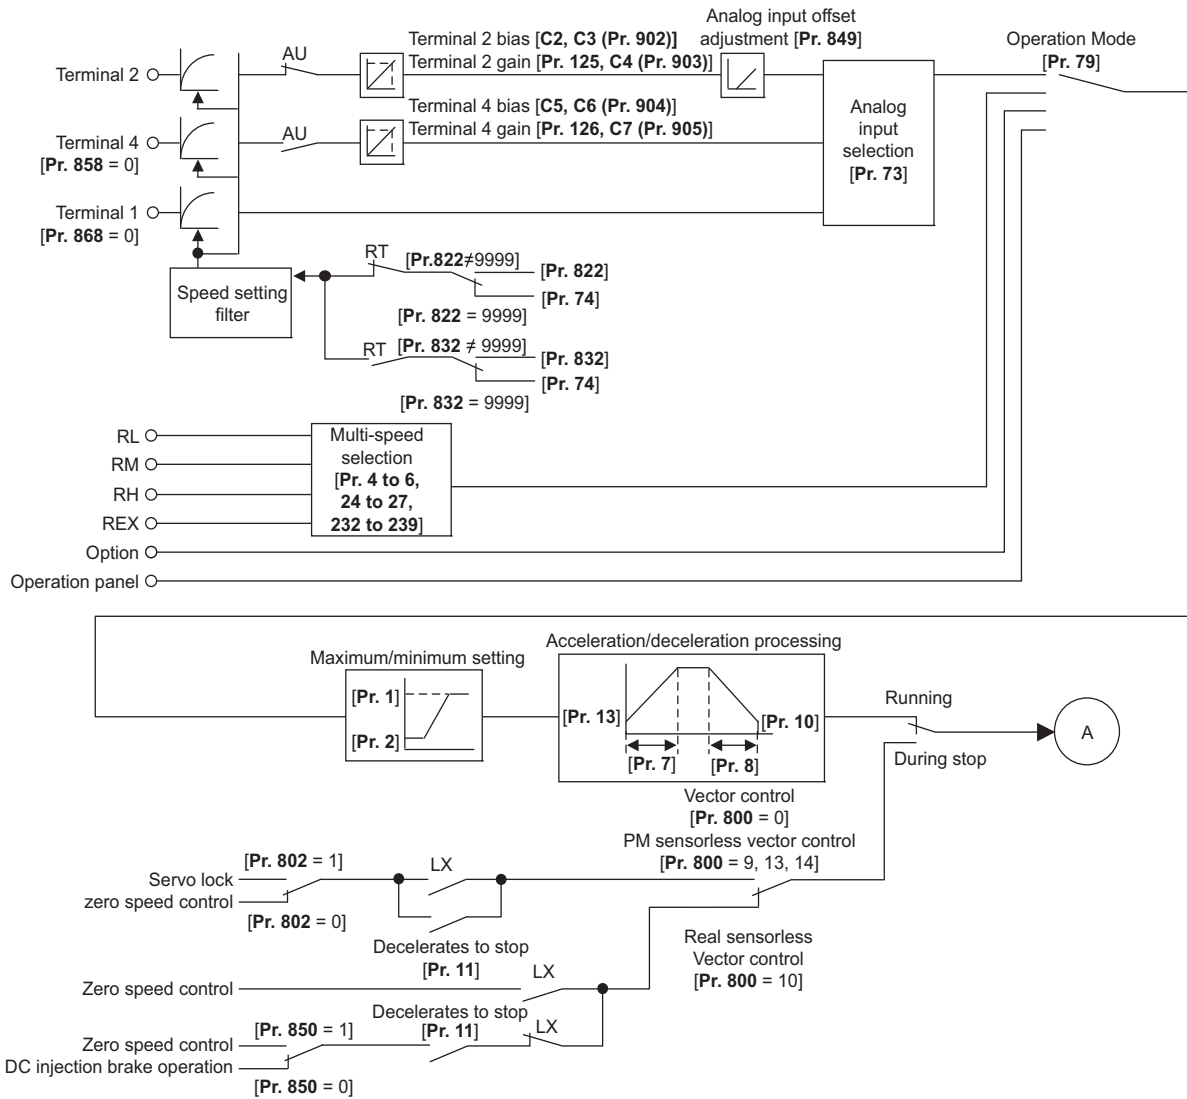 Analog input offset
adjustment [Pr. 849]
Operation Mode
[Pr. 79]
Terminal 2
AU
Terminal 2 bias [C2, C3 (Pr. 902)]
Terminal 2 gain [Pr. 125, C4 (Pr. 903)]
Terminal 4
[Pr. 858 = 0]
AU
Terminal 4 bias [C5, C6 (Pr. 904)]
Terminal 4 gain [Pr. 126, C7 (Pr. 905)]
Analog
input
selection
[Pr. 73]
Terminal 1
[Pr. 868 = 0]
Speed setting
filter
RT
[Pr.822≠9999]
[Pr. 822]
[Pr. 74]
[Pr. 822 = 9999]
RT
[Pr. 832 ≠ 9999]
[Pr. 832]
[Pr. 74]
[Pr. 832 = 9999]
RL
RM
RH
REX
Option
Operation panel
Multi-speed
selection
[Pr. 4 to 6,
24 to 27,
232 to 239]
Maximum/minimum setting
[Pr. 1]
[Pr. 2]
Acceleration/deceleration processing
[Pr. 13]
[Pr. 10]
[Pr. 7]
[Pr. 8]
Running
During stop
A
Vector control
[Pr. 800 = 0]
PM sensorless vector control
[Pr. 800 = 9, 13, 14]
[Pr. 802 = 1]
Servo lock
zero speed control
[Pr. 802 = 0]
LX
Decelerates to stop
[Pr. 11]
Real sensorless
Vector control
[Pr. 800 = 10]
Zero speed control
LX
Decelerates to stop
[Pr. 11]
LX
[Pr. 850 = 1]
Zero speed control
DC injection brake operation
[Pr. 850 = 0]